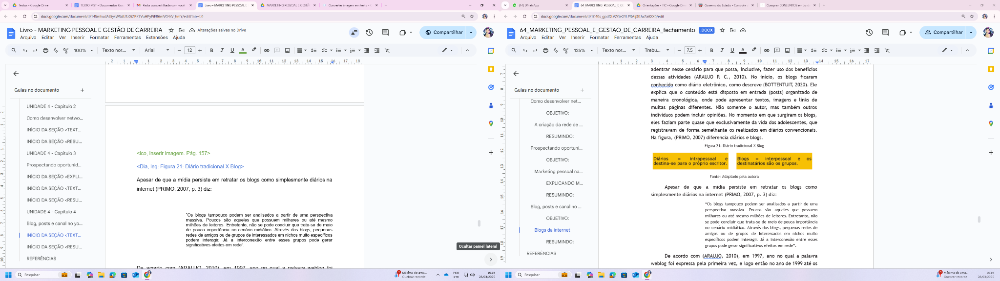 Textos - Google Drive
TEXTO MST - Documentos Goo
Pasta compartilhada com você
Livro - MARKETING PESSOAL E
MARKETING PESSOAL E GESTÃ
Converter imagem em texto - C
docs.google.com/document/d/145mhudAJ5ysWSdU3zXiZRK7VuHPyPiER6mVG4sV_hmY/edit?tab=t.0
Livro - MARKETING PESSOAL E GESTÃO DE CARREIRA
Alterações salvas no Drive
Compartilhar
Arquivo Editar Ver Inserir Formatar Ferramentas Extensões Ajuda
100% Texto nor... Arial 12
Guias no documento
UNIDADE 4 - Capítulo 2
Como desenvolver netwo...
INÍCIO DA SEÇÃO <TEXT...
INÍCIO DA SEÇÃO <RESU...
UNIDADE 4 - Capítulo 3
Prospectando oportunid...
INÍCIO DA SEÇÃO <EXPLI...
INÍCIO DA SEÇÃO <TEXT...
INÍCIO DA SEÇÃO <RESU...
UNIDADE 4 - Capítulo 4
Blog, posts e canal no yo...
INÍCIO DA SEÇÃO <TEXT...
INÍCIO DA SEÇÃO <RESU...
REFERÊNCIAS
<ico, inserir imagem. Pág. 157>
<Dia, leg: Figura 21: Diário tradicional X Blog>
Apesar de que a mídia persiste em retratar os blogs como simplesmente diários na
internet (PRIMO, 2007, p. 3) diz:
"Os blogs tampouco podem ser analisados a partir de uma perspectiva
massiva. Poucos são aqueles que possuem milhares ou até mesmo
milhões de leitores. Entretanto, não se pode concluir que trata-se de meio
de pouca importância no cenário midiático. Através dos blogs, pequenas
redes de amigos ou de grupos de interessados em nichos muito específicos
podem interagir. Já a interconexão entre esses grupos pode gerar
significativos efeitos em rede".
De acordo com (ARAUJO, 2010), em 1997, ano no qual a palavra weblog foi
Ocultar painel lateral
Pesquisar
Máxima de ama...
Quebrar recorde
POR
PTB
16:16
28/03/2025
(44) WhatsApp
64_MARKETING_PESSOAL_E_GE
Orientações - FIC - Google Driv
Governo do Estado - Controle d
Comprar CONJUNTOS em Jord
docs.google.com/document/d/1C40s_gpdDLVZGeGYLPRAjj3KJwZa6XX0/edit
64_MARKETING_PESSOAL_E_GESTAO_DE_CARREIRA_fechamento
.DOCX
Compartilhar
Arquivo Editar Ver Inserir Formatar Ferramentas Ajuda
125% Texto nor... Trebu... 7.5
Guias no documento
Como desenvolver net...
OBJETIVO:
A criação da rede de ...
RESUMINDO:
Prospectando oportuni...
OBJETIVO:
Marketing pessoal na...
EXPLICANDO M...
RESUMINDO:
Blog, posts e canal no ...
OBJETIVO:
Blogs da internet
RESUMINDO:
REFERÊNCIAS
adentrar nesse cenário para que possa, inclusive, fazer uso dos benefícios
dessas atividades (ARAUJO P. C., 2010). No início, os blogs ficaram
conhecido como diário eletrônico, como descreve (BOTTENTUIT, 2020). Ele
explica que o conteúdo está disposto em entrada (posts) organizado de
maneira cronológica, onde pode apresentar textos, imagens e links de
muitas páginas diferentes. Não somente o autor, mas também outros
indivíduos podem incluir opiniões. No momento em que surgiram os blogs,
eles faziam parte quase que exclusivamente da vida dos adolescentes, que
registravam de forma semelhante os realizados em diários convencionais.
Na figura, (PRIMO, 2007) diferencia diários e blogs.
Figura 21: Diário tradicional X Blog
Diários = intrapessoal e
destina-se para o próprio escritor.
Blogs = interpessoal e os
destinatários são os grupos.
Fonte: Adaptado pela autora
Apesar de que a mídia persiste em retratar os blogs como
simplesmente diários na internet (PRIMO, 2007, p. 3) diz:
"Os blogs tampouco podem ser analisados a partir de uma
perspectiva massiva. Poucos são aqueles que possuem
milhares ou até mesmo milhões de leitores. Entretanto, não
se pode concluir que trata-se de meio de pouca importância
no cenário midiático. Através dos blogs, pequenas redes de
amigos ou de grupos de interessados em nichos muito
específicos podem interagir. Já a interconexão entre esses
grupos pode gerar significativos efeitos em rede".
De acordo com (ARAUJO, 2010), em 1997, ano no qual a palavra
weblog foi expressa pela primeira vez, e logo então no ano de 1999 até os
Pesquisar
Máxima de ama...
Quebrar recorde
16:16
28/03/2025